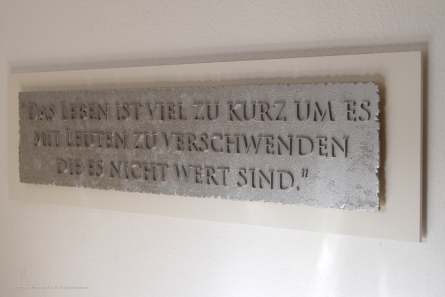 "DAS LEBEN IST VIEL ZU KURZ UM ES
MIT LEUTEN ZU VERSCHWENDEN
DIE ES NICHT WERT SIND."